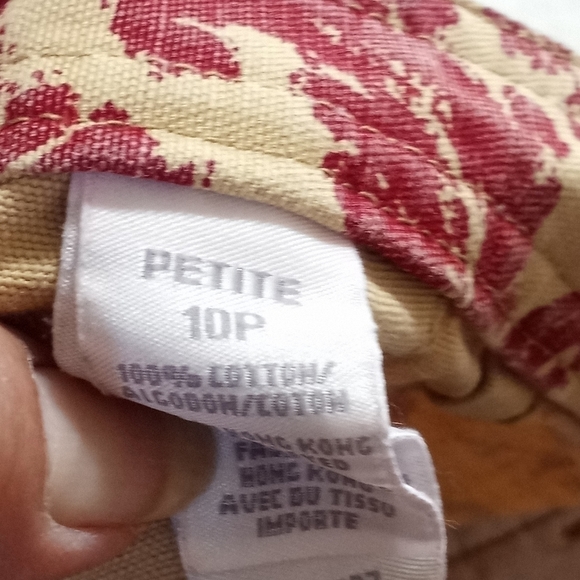 PETITE
10P
100% COTTON/
ALGODON/COTON
HONG KONG
HONG KONG
AVEC DU TISSU
IMPORTE